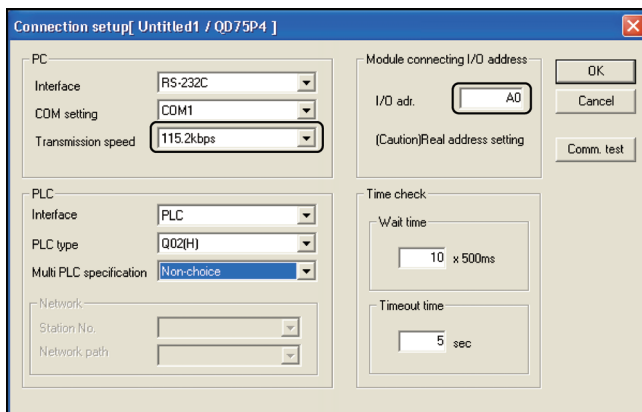 Connection setup[ Untitled1 / QD75P4 ]
PC
Interface RS-232C
COM setting COM1
Transmission speed 115.2kbps
Module connecting I/O address
I/O adr. A0
(Caution)Real address setting
OK
Cancel
Comm. test
PLC
Interface PLC
PLC type Q02(H)
Multi PLC specification Non-choice
Network
Station No.
Network path
Time check
Wait time
10 x 500ms
Timeout time
5 sec